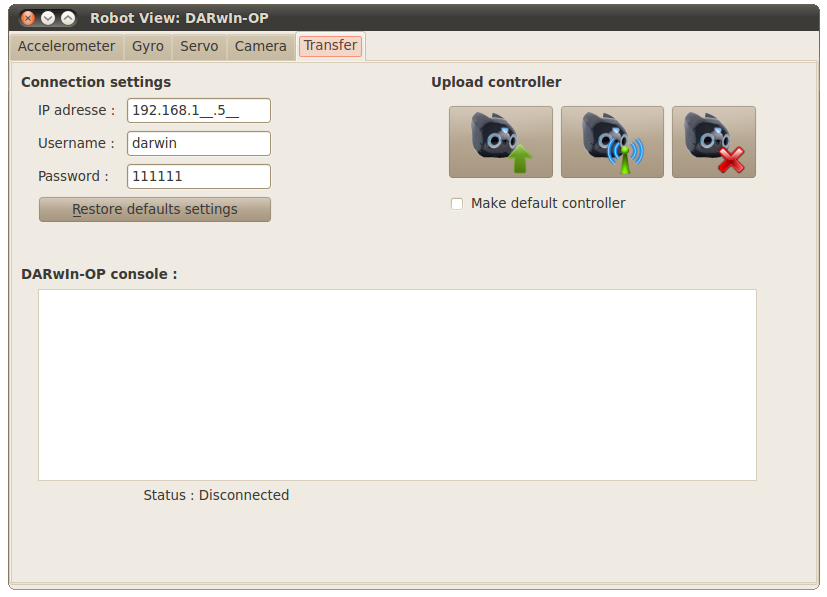 Robot View: DARwIn-OP
Accelerometer Gyro Servo Camera Transfer
Connection settings
IP adresse : 192.168.1__.5__
Username : darwin
Password : 111111
Restore defaults settings
Upload controller
Make default controller
DARwIn-OP console :
Status : Disconnected